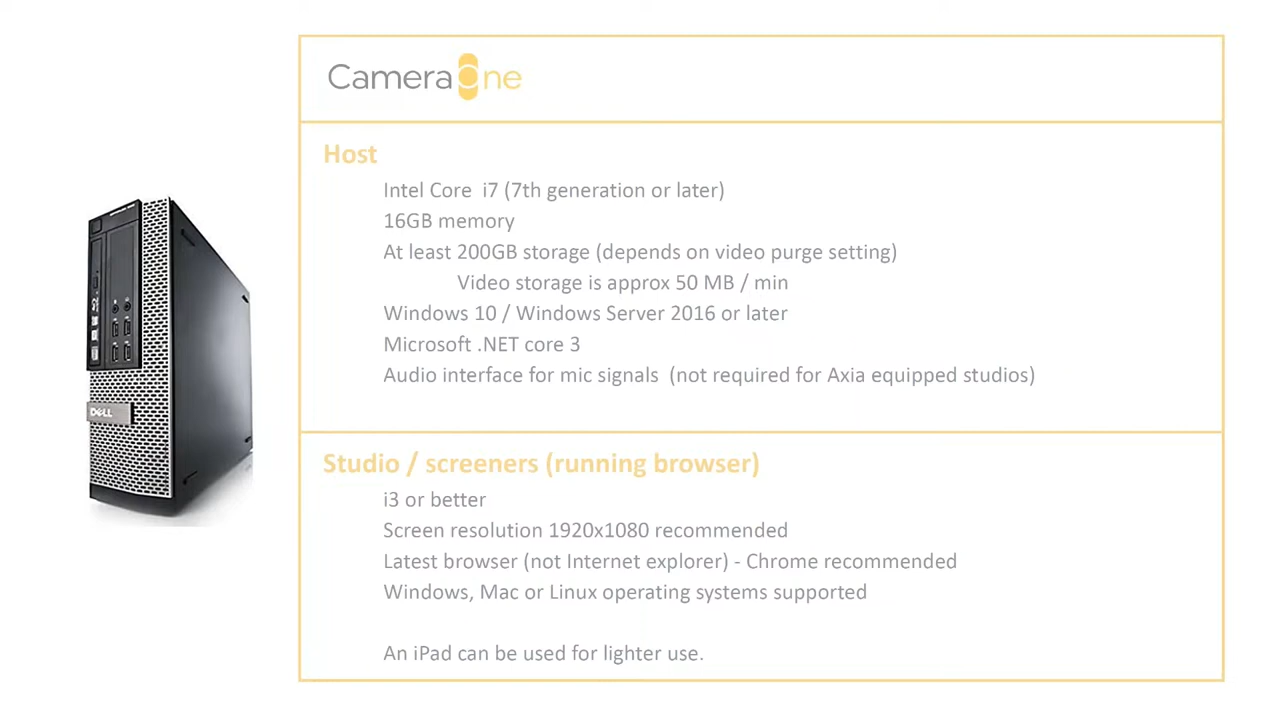 CameraOne
Host
Intel Core i7 (7th generation or later)
16GB memory
At least 200GB storage (depends on video purge setting)
Video storage is approx 50 MB / min
Windows 10 / Windows Server 2016 or later
Microsoft .NET core 3
Audio interface for mic signals (not required for Axia equipped studios)
DELL
Studio / screeners (running browser)
i3 or better
Screen resolution 1920x1080 recommended
Latest browser (not Internet explorer) - Chrome recommended
Windows, Mac or Linux operating systems supported
An iPad can be used for lighter use.